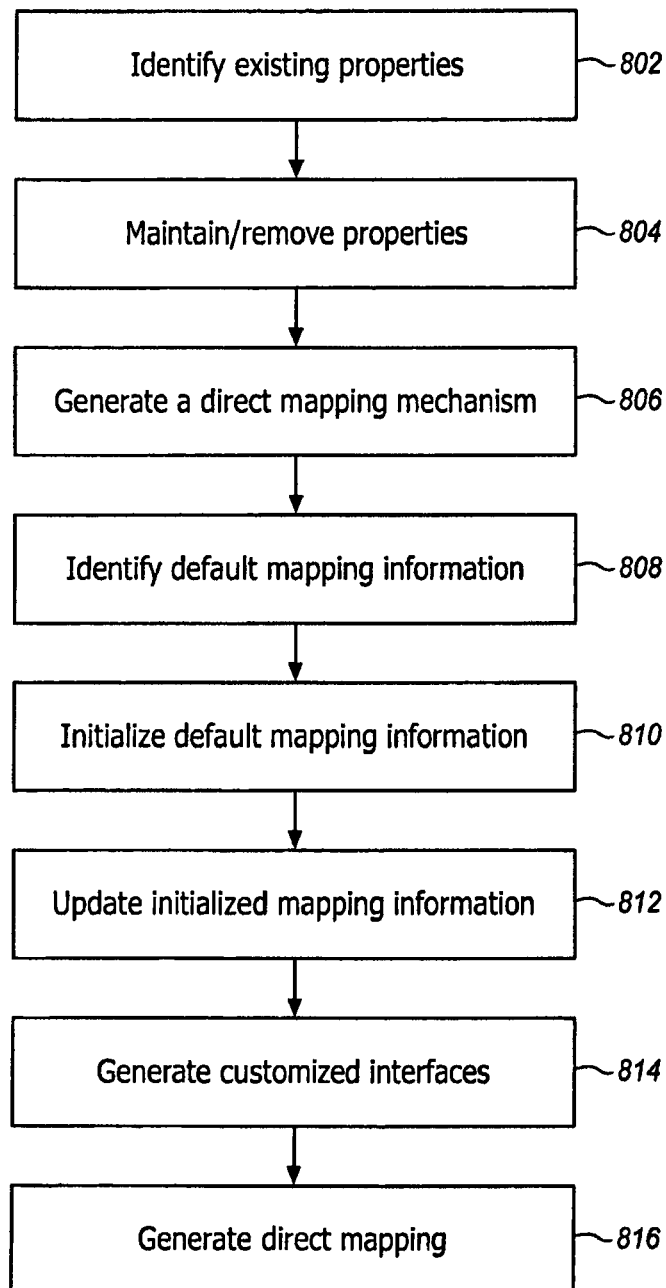 Identify existing properties 802
Maintain/remove properties 804
Generate a direct mapping mechanism 806
Identify default mapping information 808
Initialize default mapping information 810
Update initialized mapping information 812
Generate customized interfaces 814
Generate direct mapping 816